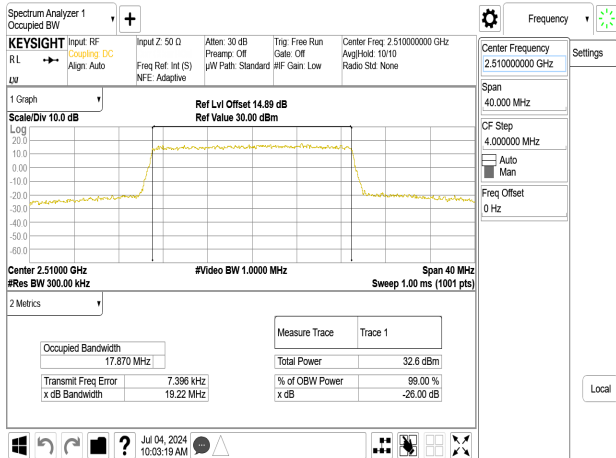 Spectrum Analyzer 1
Occupied BW
Frequency
KEYSIGHT Input: RF Input Z: 50 Ω Atten: 30 dB Trig: Free Run Center Freq: 2.510000000 GHz
RL Coupling: DC Preamp: Off Gate: Off Avg|Hold: 10/10
Align: Auto Freq Ref: Int (S) µW Path: Standard #IF Gain: Low Radio Std: None
NFE: Adaptive
Center Frequency
2.510000000 GHz
Settings
Span
40.000 MHz
CF Step
4.000000 MHz
Auto
Man
Freq Offset
0 Hz
Local
1 Graph
Ref Lvl Offset 14.89 dB
Scale/Div 10.0 dB Ref Value 30.00 dBm
Log
20.0
10.0
0.00
-10.0
-20.0
-30.0
-40.0
-50.0
-60.0
Center 2.51000 GHz #Video BW 1.0000 MHz Span 40 MHz
#Res BW 300.00 kHz Sweep 1.00 ms (1001 pts)
2 Metrics
Measure Trace Trace 1
Occupied Bandwidth
17.870 MHz
Total Power 32.6 dBm
Transmit Freq Error 7.396 kHz % of OBW Power 99.00 %
x dB Bandwidth 19.22 MHz x dB -26.00 dB
?
Jul 04, 2024
10:03:19 AM